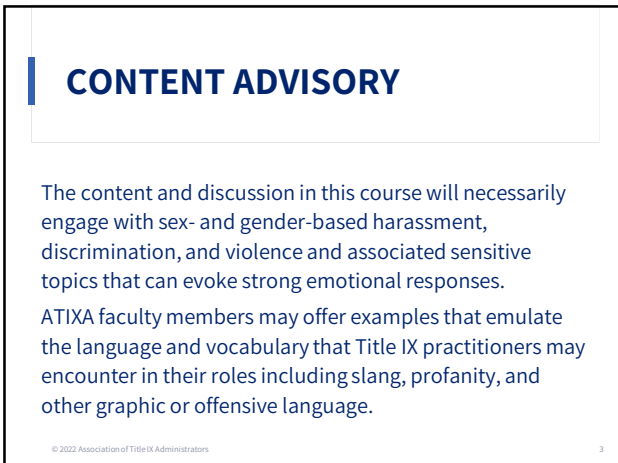 CONTENT ADVISORY
The content and discussion in this course will necessarily
engage with sex- and gender-based harassment,
discrimination, and violence and associated sensitive
topics that can evoke strong emotional responses.
ATIXA faculty members may offer examples that emulate
the language and vocabulary that Title IX practitioners may
encounter in their roles including slang, profanity, and
other graphic or offensive language.
© 2022 Association of Title IX Administrators
3